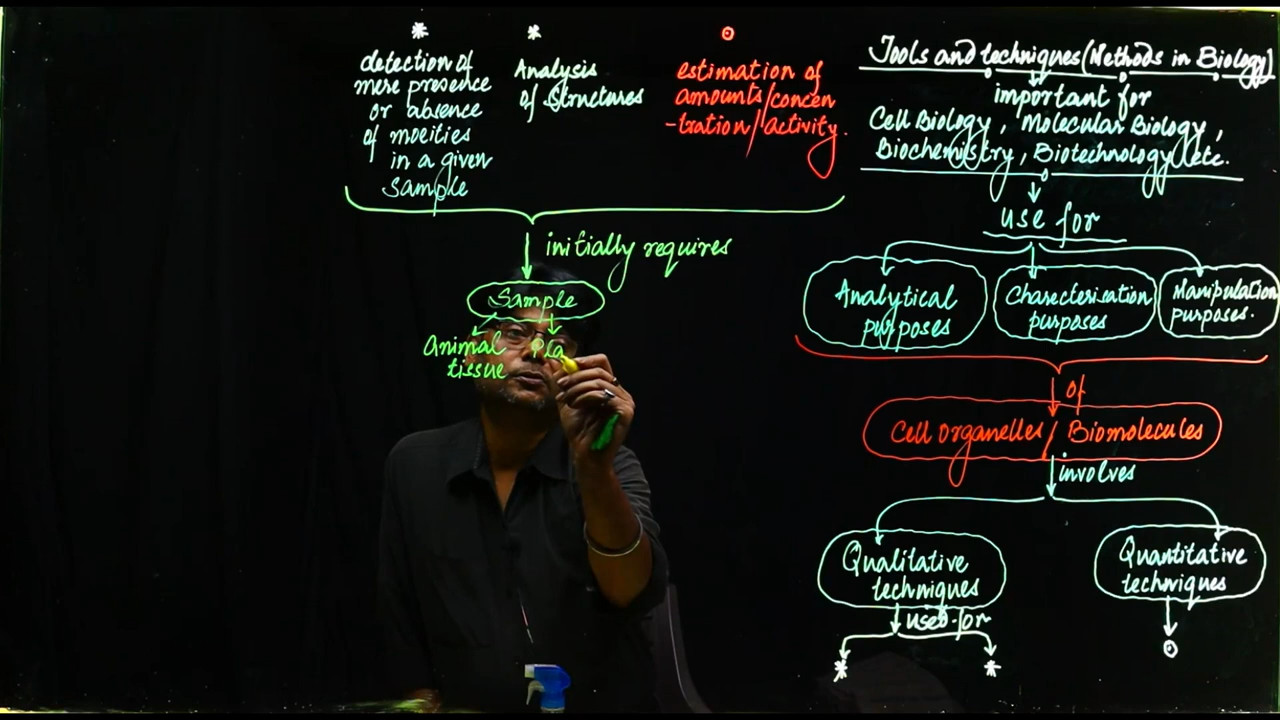 Tools and techniques (Methods in Biology)
important for
Cell Biology, Molecular Biology,
Biochemistry, Biotechnology etc.
use for
Analytical
purposes
Characterisation
purposes
Manipulation
purposes.
of
Cell organelles / Biomolecules
involves
Qualitative
techniques
Quantitative
techniques
used for
*
*
*
detection of
mere presence
or absence
of moeities
in a given
sample
*
Analysis
of Structures
estimation of
amounts/concen
-tration/activity.
initially requires
Sample
Animal
tissue
Pla